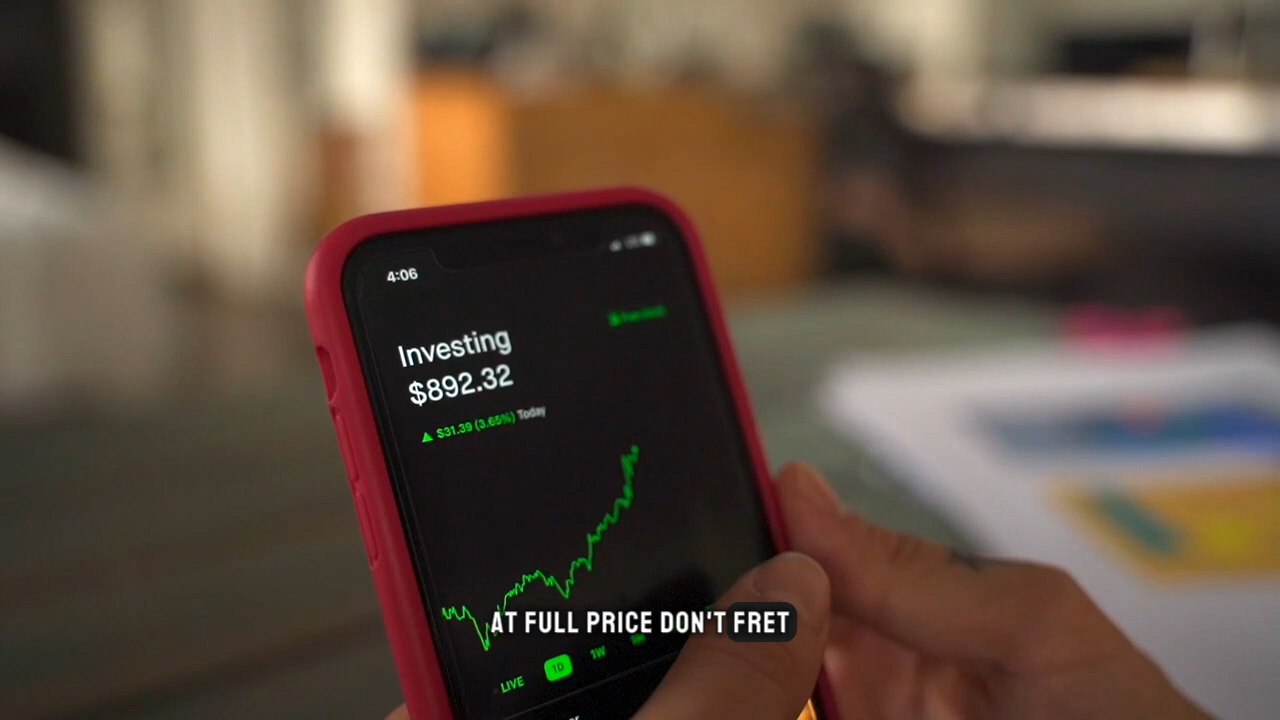 4:06
Investing
$892.32
▲ $31.39 (3.65%) Today
AT FULL PRICE DON'T FRET
LIVE 1D 1W